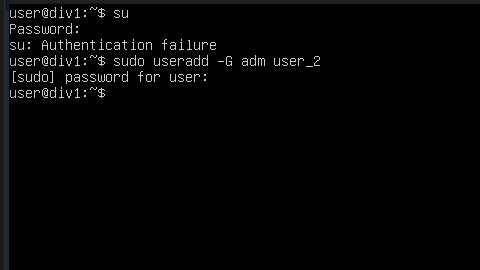 user@div1:~$ su
Password:
su: Authentication failure
user@div1:~$ sudo useradd -G adm user_2
[sudo] password for user:
user@div1:~$